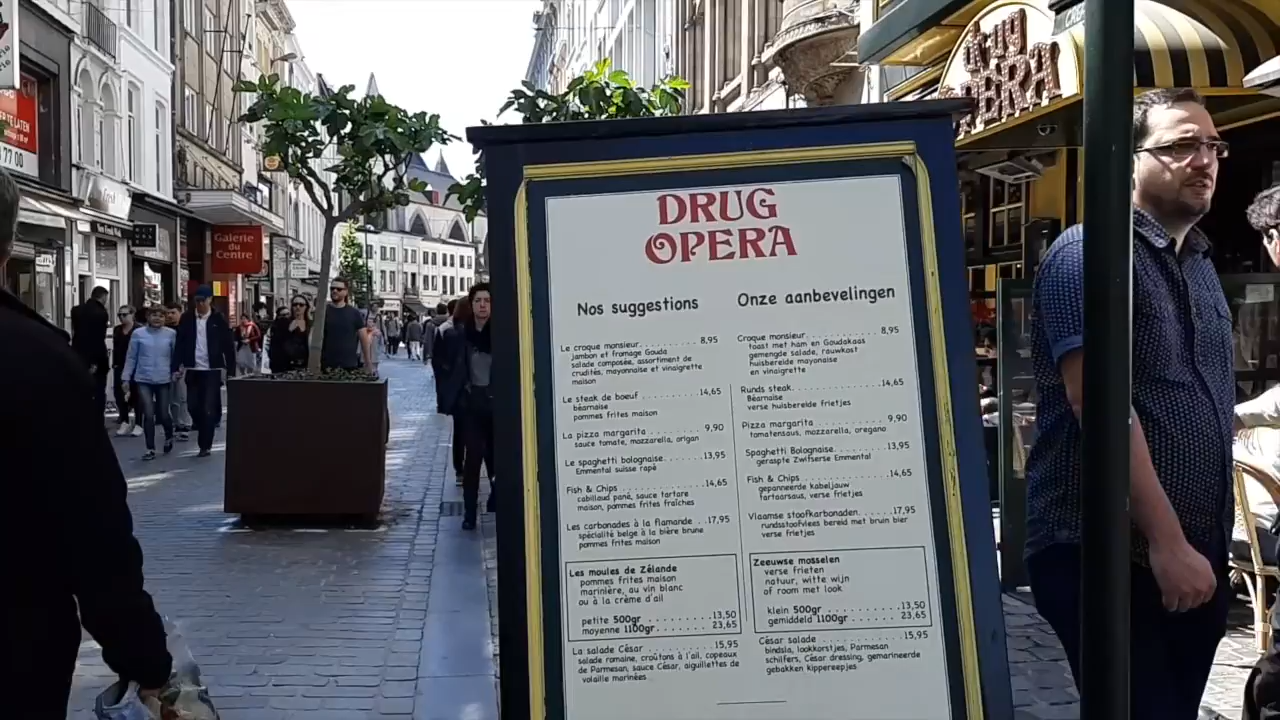 77 00
Galerie
du
Centre
DRUG
OPERA
DRUG
OPERA
Nos suggestions
Le croque monsieur. . . . . . . . . 8,95
jambon et fromage Gouda
salade composée, assortiment de
crudités, mayonnaise et vinaigrette
maison
Le steak de boeuf . . . . . . . . . . 14,65
béarnaise
pommes frites maison
La pizza margarita . . . . . . . . . 9,90
sauce tomate, mozzarella, origan
Le spaghetti bolognaise. . . . . . . 13,95
Emmental suisse rapé
Fish & Chips . . . . . . . . . . . . 14,65
cabillaud pané, sauce tartare
maison, pommes frites fraîches
Les carbonades à la flamande . . 17,95
spécialité belge à la bière brune
pommes frites maison
Les moules de Zélande
pommes frites maison
marinière, au vin blanc
ou à la crème d'ail
petite 500gr . . . . . . . . . . 13,50
moyenne 1100gr. . . . . . . . 23,65
La salade César . . . . . . . . . . 15,95
salade romaine, croûtons à l'ail, copeaux
de Parmesan, sauce César, aiguillettes de
volaille marinées
Onze aanbevelingen
Croque monsieur. . . . . . . . . . 8,95
toast met ham en Goudakaas
gemengde salade, rauwkost
huisbereide mayonaise
en vinaigrette
Runds steak. . . . . . . . . . . . 14,65
Béarnaise
verse huisbereide frietjes
Pizza margarita . . . . . . . . . . 9,90
tomatensaus, mozzarella, oregano
Spaghetti Bolognaise. . . . . . . . 13,95
geraspte Zwitserse Emmental
Fish & Chips . . . . . . . . . . . 14,65
gepanneerde kabeljauw
tartaarsaus, verse frietjes
Vlaamse stoofkarbonaden. . . . . . 17,95
rundsstoofvlees bereid met bruin bier
verse frietjes
Zeeuwse mosselen
verse frieten
natuur, witte wijn
of room met look
klein 500gr . . . . . . . . . . . 13,50
gemiddeld 1100gr . . . . . . . . 23,65
César salade . . . . . . . . . . . 15,95
bindsla, lookkorstjes, Parmesan
schilfers, César dressing, gemarineerde
gebakken kippereepjes